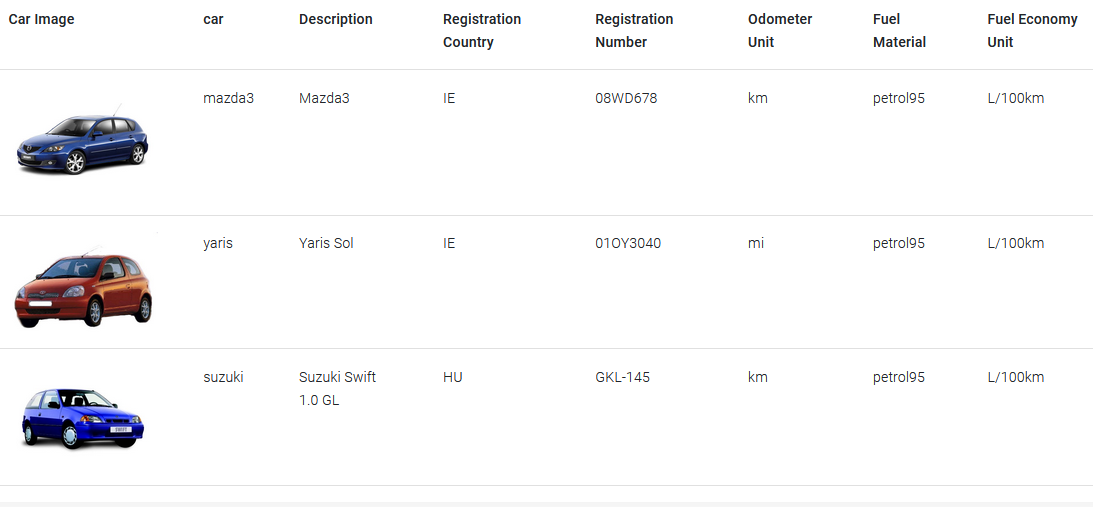 Car Image car Description Registration Country Registration Number Odometer Unit Fuel Material Fuel Economy Unit
mazda3 Mazda3 IE 08WD678 km petrol95 L/100km
yaris Yaris Sol IE 01OY3040 mi petrol95 L/100km
suzuki Suzuki Swift 1.0 GL HU GKL-145 km petrol95 L/100km
SWIFT